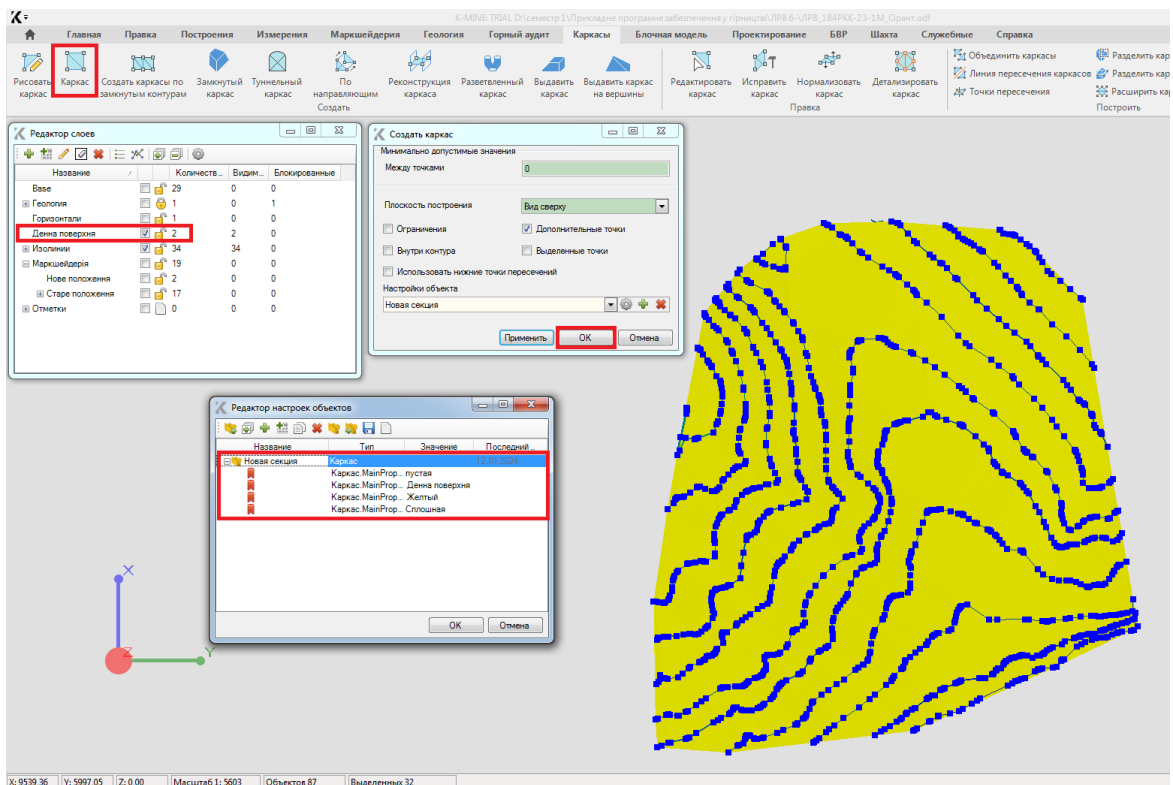 K-MINE: TRIAL D:\семестр 1\Прикладне програмне забезпечення у гірництві\ЛР8 6-\ЛР8_184РКК-23-1М_Сірант.odf
Главная Правка Построения Измерения Маркшейдерия Геология Горный аудит Каркасы Блочная модель Проектирование БВР Шахта Служебные Справка
Рисовать каркас
Каркас
Создать каркасы по замкнутым контурам
Замкнутый каркас
Туннельный каркас
По направляющим
Реконструкция каркаса
Разветвленный каркас
Выдавить каркас
Выдавить каркас на вершины
Редактировать каркас
Исправить каркас
Нормализовать каркас
Детализировать каркас
Объединить каркасы
Линия пересечения каркасов
Точки пересечения
Разделить кар
Разделить кар
Расширить ка
Создать
Правка
Построить
Редактор слоев
Название Количеств... Видим... Блокированные
Base 29 0 0
Геология 1 0 1
Горизонтали 1 0 0
Денна поверхня 2 2 0
Изолинии 34 34 0
Маркшейдерія 19 0 0
Нове положення 2 0 0
Старе положення 17 0 0
Отметки 0 0 0
Создать каркас
Минимально допустимые значения
Между точками 0
Плоскость построения Вид сверху
Ограничения Дополнительные точки
Внутри контура Выделенные точки
Использовать нижние точки пересечений
Настройки объекта
Новая секция
Применить OK Отмена
Редактор настроек объектов
Название Тип Значение Последний...
Новая секция Каркас 12.01.2024...
Каркас.MainProp... пустая
Каркас.MainProp... Денна поверхня
Каркас.MainProp... Желтый
Каркас.MainProp... Сплошная
OK Отмена
X
Z Y
X: 9539.36 Y: 5997.05 Z: 0.00 Масштаб 1: 5603 Объектов 87 Выделенных 32